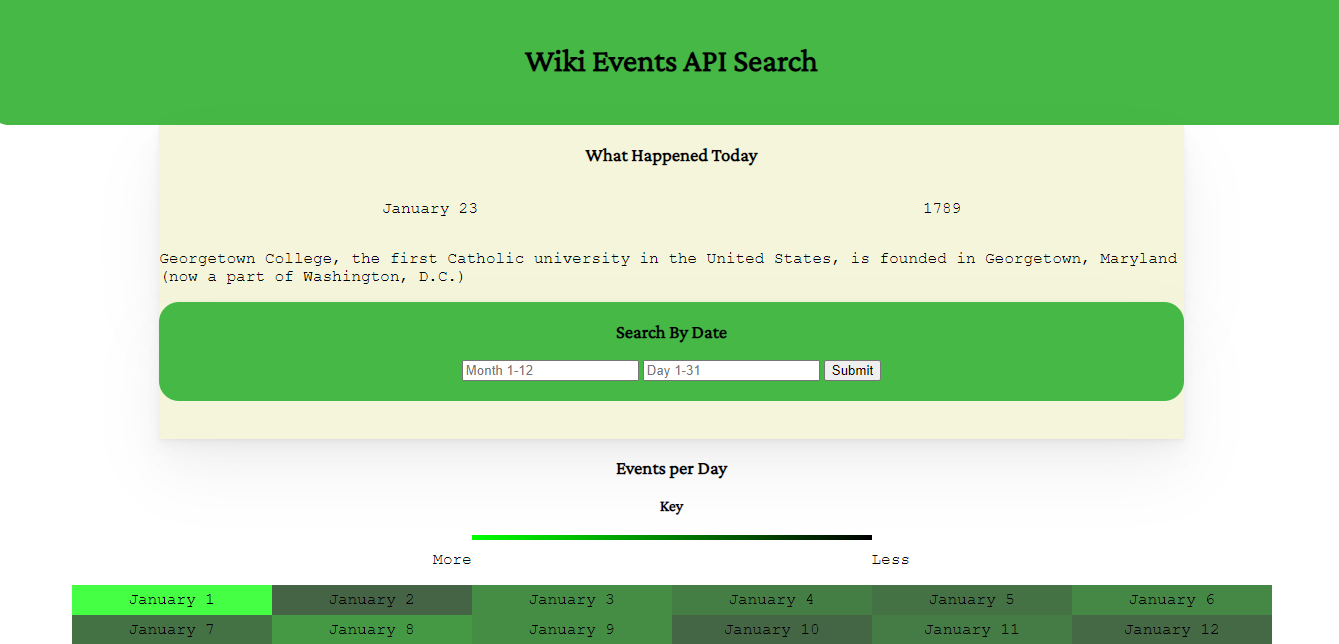 Wiki Events API Search
What Happened Today
January 23 1789
Georgetown College, the first Catholic university in the United States, is founded in Georgetown, Maryland
(now a part of Washington, D.C.)
Search By Date
Month 1-12 Day 1-31 Submit
Events per Day
Key
More Less
January 1 January 2 January 3 January 4 January 5 January 6
January 7 January 8 January 9 January 10 January 11 January 12